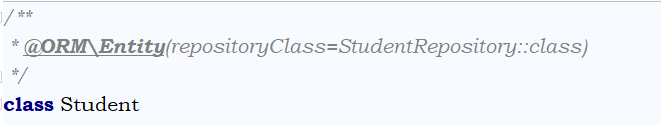 /**
* @ORM\Entity(repositoryClass=StudentRepository::class)
*/
class Student